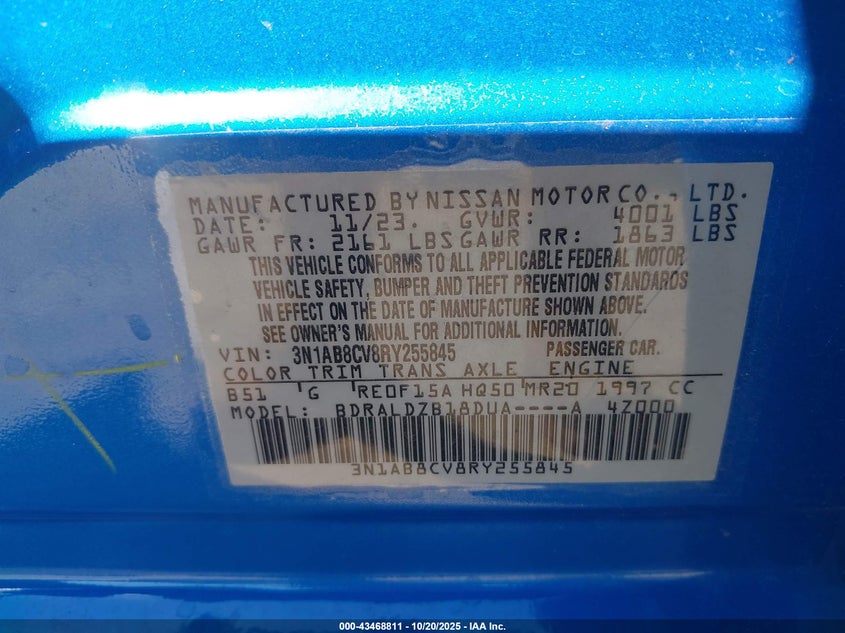 MANUFACTURED BY NISSAN MOTOR CO., LTD.
DATE: 11/23. GVWR: 4001 LBS
GAWR FR: 2161 LBS GAWR RR: 1863 LBS
THIS VEHICLE CONFORMS TO ALL APPLICABLE FEDERAL MOTOR
VEHICLE SAFETY, BUMPER AND THEFT PREVENTION STANDARDS
IN EFFECT ON THE DATE OF MANUFACTURE SHOWN ABOVE.
SEE OWNER'S MANUAL FOR ADDITIONAL INFORMATION.
VIN: 3N1AB8CV8RY255845 PASSENGER CAR.
COLOR TRIM TRANS AXLE ENGINE
B51 G RE0F15A HQ50 MR20 1997 CC
MODEL: BDRALDZB18DUA----A 4Z000
3N1AB8CV8RY255845
000-43468811 - 10/20/2025 - IAA Inc.